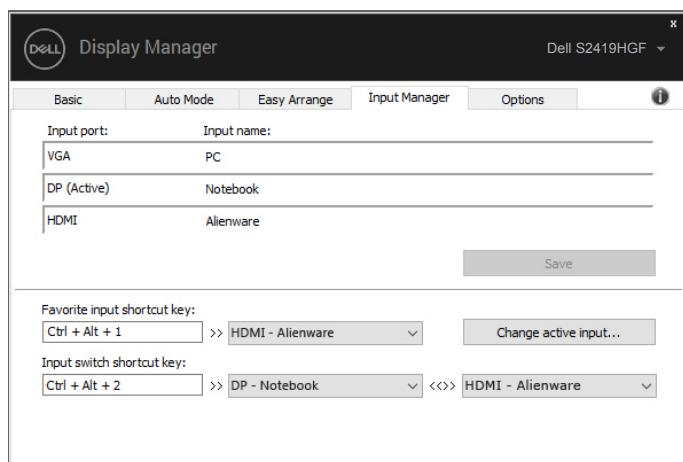 x
DELL Display Manager Dell S2419HGF
Basic Auto Mode Easy Arrange Input Manager Options i
Input port: Input name:
VGA PC
DP (Active) Notebook
HDMI Alienware
Save
Favorite input shortcut key:
Ctrl + Alt + 1 >> HDMI - Alienware Change active input...
Input switch shortcut key:
Ctrl + Alt + 2 >> DP - Notebook <<>> HDMI - Alienware